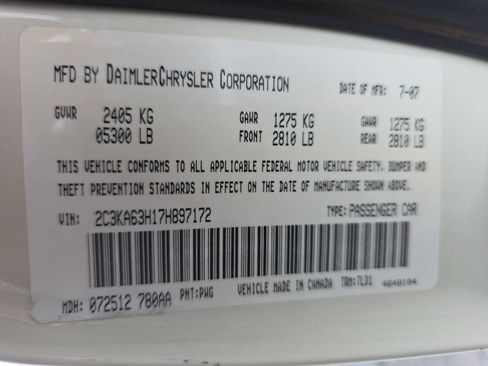 MFD BY DAIMLERCHRYSLER CORPORATION DATE OF MFR: 7-07
GVWR 2405 KG GAWR 1275 KG GAWR 1275 KG
05300 LB FRONT 2810 LB REAR 2810 LB
THIS VEHICLE CONFORMS TO ALL APPLICABLE FEDERAL MOTOR VEHICLE SAFETY, BUMPER AND
THEFT PREVENTION STANDARDS IN EFFECT ON THE DATE OF MANUFACTURE SHOWN ABOVE.
VIN: 2C3KA63H17H897172 TYPE: PASSENGER CAR
MDH: 072512 780AA PNT: PWG VEHICLE MADE IN CANADA TRM: TLD1 4648104